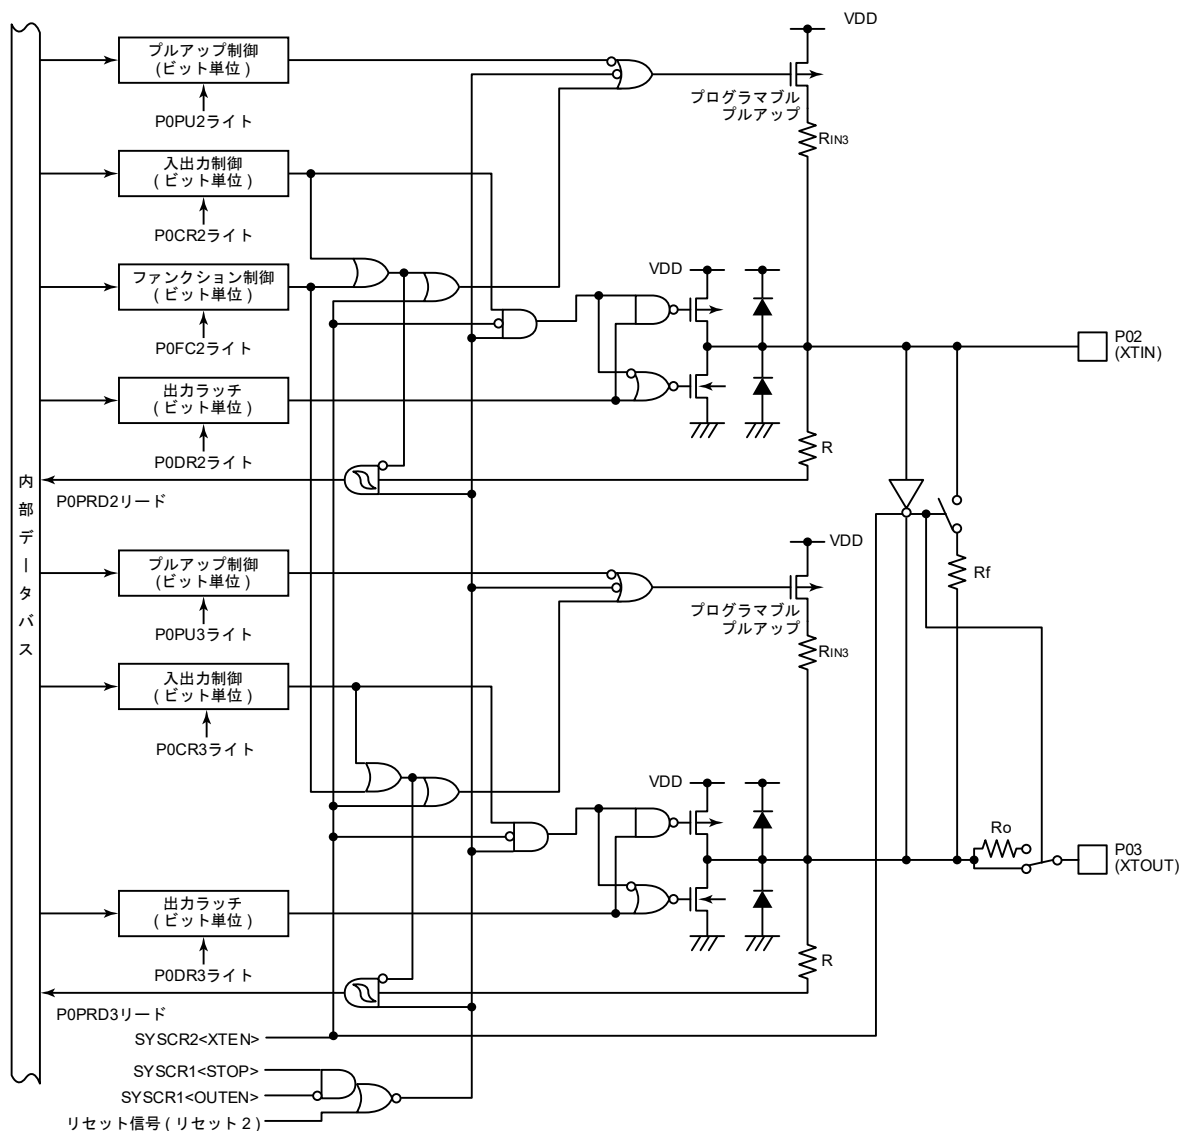 VDD
プルアップ制御
(ビット単位)
P0PU2ライト
プログラマブル
プルアップ
RIN3
入出力制御
(ビット単位)
P0CR2ライト
ファンクション制御
(ビット単位)
P0FC2ライト
VDD
P02
(XTIN)
出力ラッチ
(ビット単位)
P0DR2ライト
R
内部データバス
P0PRD2リード
VDD
プルアップ制御
(ビット単位)
P0PU3ライト
Rf
プログラマブル
プルアップ
RIN3
入出力制御
(ビット単位)
P0CR3ライト
VDD
Ro
P03
(XTOUT)
出力ラッチ
(ビット単位)
P0DR3ライト
R
P0PRD3リード
SYSCR2<XTEN>
SYSCR1<STOP>
SYSCR1<OUTEN>
リセット信号(リセット2)